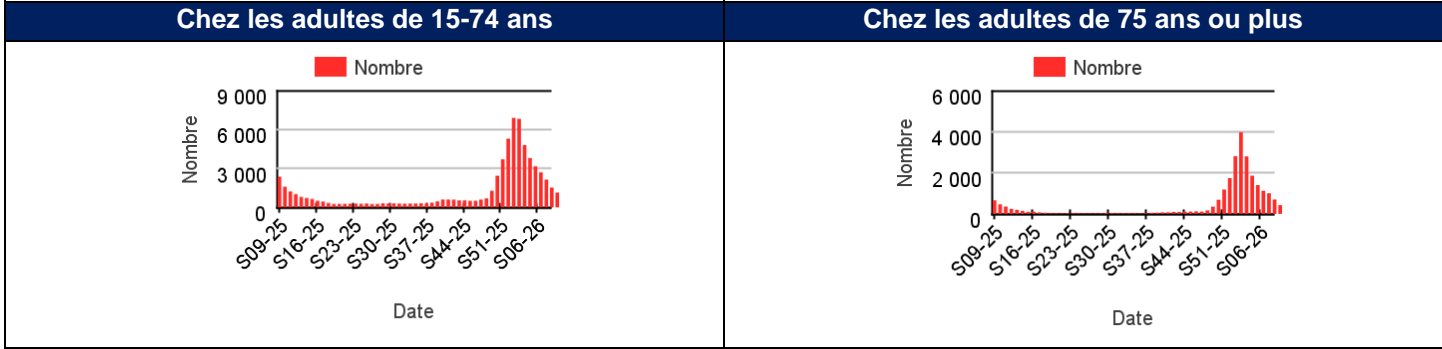 Chez les adultes de 15-74 ans
Nombre
9 000
6 000
3 000
0
Nombre
S09-25 S16-25 S23-25 S30-25 S37-25 S44-25 S51-25 S06-26
Date
Chez les adultes de 75 ans ou plus
Nombre
6 000
4 000
2 000
0
Nombre
S09-25 S16-25 S23-25 S30-25 S37-25 S44-25 S51-25 S06-26
Date